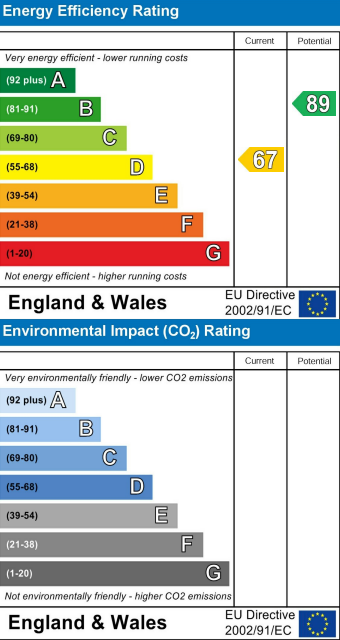 Energy Efficiency Rating
Current Potential
Very energy efficient - lower running costs
(92 plus) A
(81-91) B
89
(69-80) C
(55-68) D
67
(39-54) E
(21-38) F
(1-20) G
Not energy efficient - higher running costs
England & Wales
EU Directive
2002/91/EC
Environmental Impact (CO₂) Rating
Current Potential
Very environmentally friendly - lower CO2 emissions
(92 plus) A
(81-91) B
(69-80) C
(55-68) D
(39-54) E
(21-38) F
(1-20) G
Not environmentally friendly - higher CO2 emissions
England & Wales
EU Directive
2002/91/EC